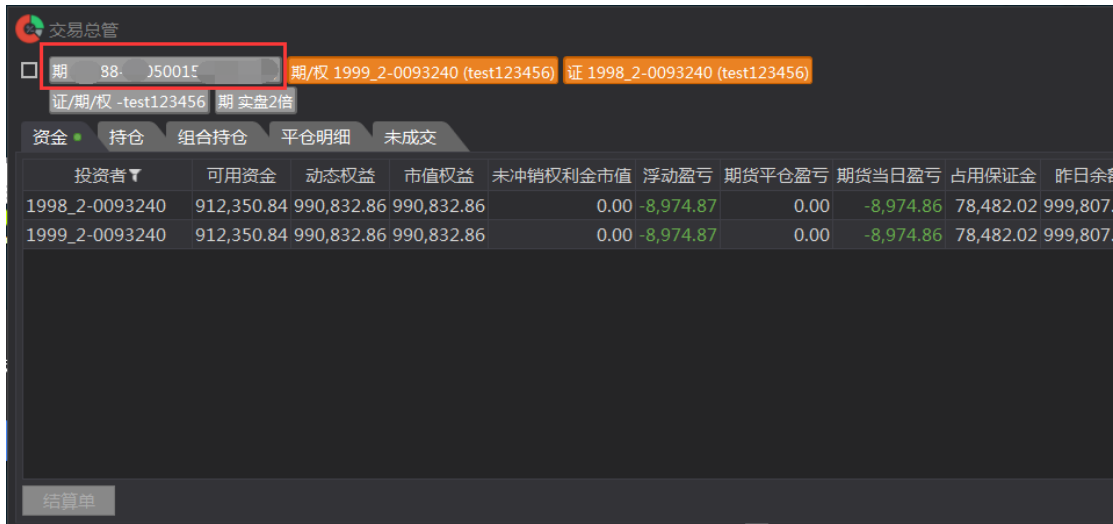 交易总管
期 88- 050015 期/权 1999_2-0093240 (test123456) 证 1998_2-0093240 (test123456)
证/期/权 -test123456 期 实盘2倍
资金 持仓 组合持仓 平仓明细 未成交
投资者 可用资金 动态权益 市值权益 未冲销权利金市值 浮动盈亏 期货平仓盈亏 期货当日盈亏 占用保证金 昨日余额
1998_2-0093240 912,350.84 990,832.86 990,832.86 0.00 -8,974.87 0.00 -8,974.86 78,482.02 999,807.
1999_2-0093240 912,350.84 990,832.86 990,832.86 0.00 -8,974.87 0.00 -8,974.86 78,482.02 999,807.
结算单